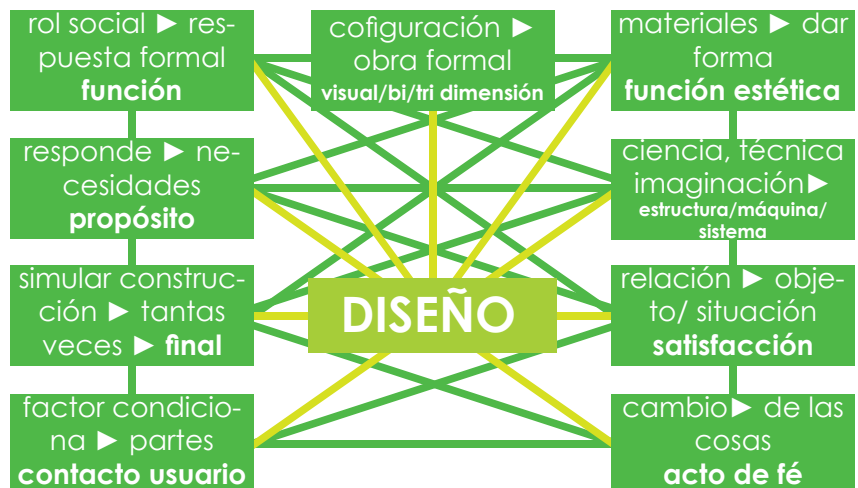 rol social ► res-
puesta formal
función
cofiguración ►
obra formal
visual/bi/tri dimensión
materiales ► dar
forma
función estética
responde ► ne-
cesidades
propósito
ciencia, técnica
imaginación►
estructura/máquina/
sistema
simular construc-
ción ► tantas
veces ► final
DISEÑO
relación ► obje-
to/ situación
satisfacción
factor condicio-
na ► partes
contacto usuario
cambio► de las
cosas
acto de fé